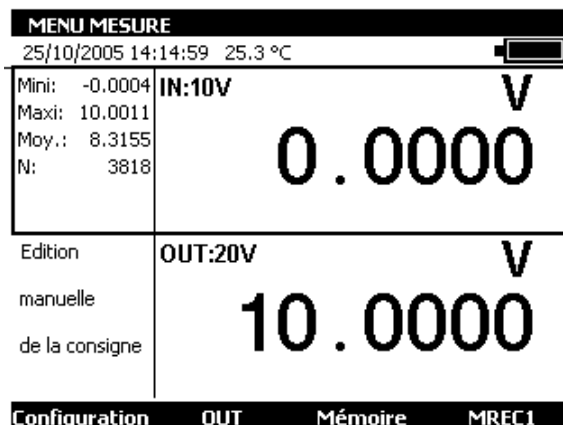 MENU MESURE
25/10/2005 14:14:59 25.3 °C
Mini: -0.0004
Maxi: 10.0011
Moy.: 8.3155
N: 3818
IN:10V
V
0.0000
Edition
manuelle
de la consigne
OUT:20V
V
10.0000
Configuration OUT Mémoire MREC1